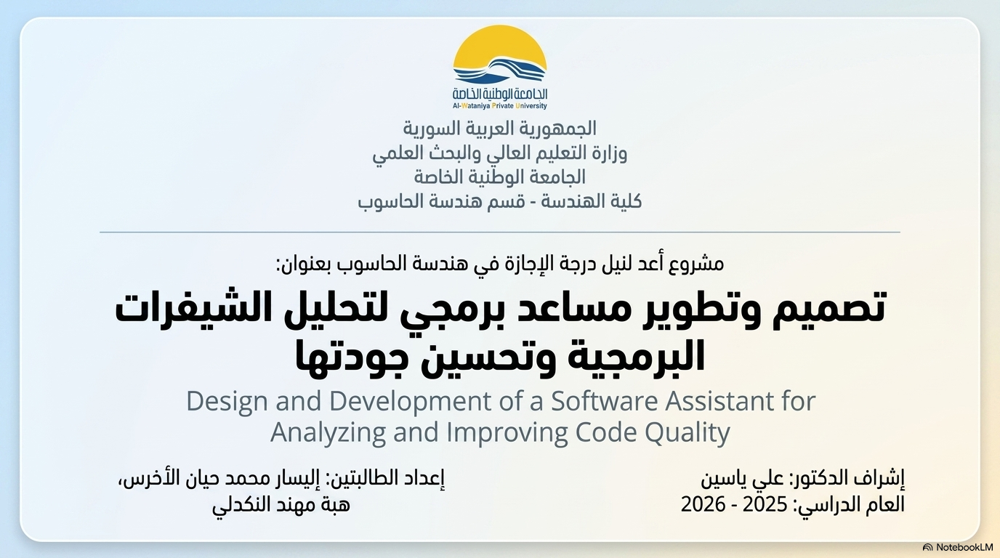 الجامعة الوطنية الخاصة
Al-Wataniya Private University
الجمهورية العربية السورية
وزارة التعليم العالي والبحث العلمي
الجامعة الوطنية الخاصة
كلية الهندسة - قسم هندسة الحاسوب
مشروع أعد لنيل درجة الإجازة في هندسة الحاسوب بعنوان:
تصميم وتطوير مساعد برمجي لتحليل الشيفرات
البرمجية وتحسين جودتها
Design and Development of a Software Assistant for
Analyzing and Improving Code Quality
إشراف الدكتور: علي ياسين
العام الدراسي: 2025 - 2026
إعداد الطالبتين: إليسار محمد حيان الأخرس،
هبة مهند النكدلي
NotebookLM